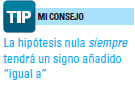 TIP MI CONSEJO
La hipótesis nula siempre
tendrá un signo añadido
“igual a”